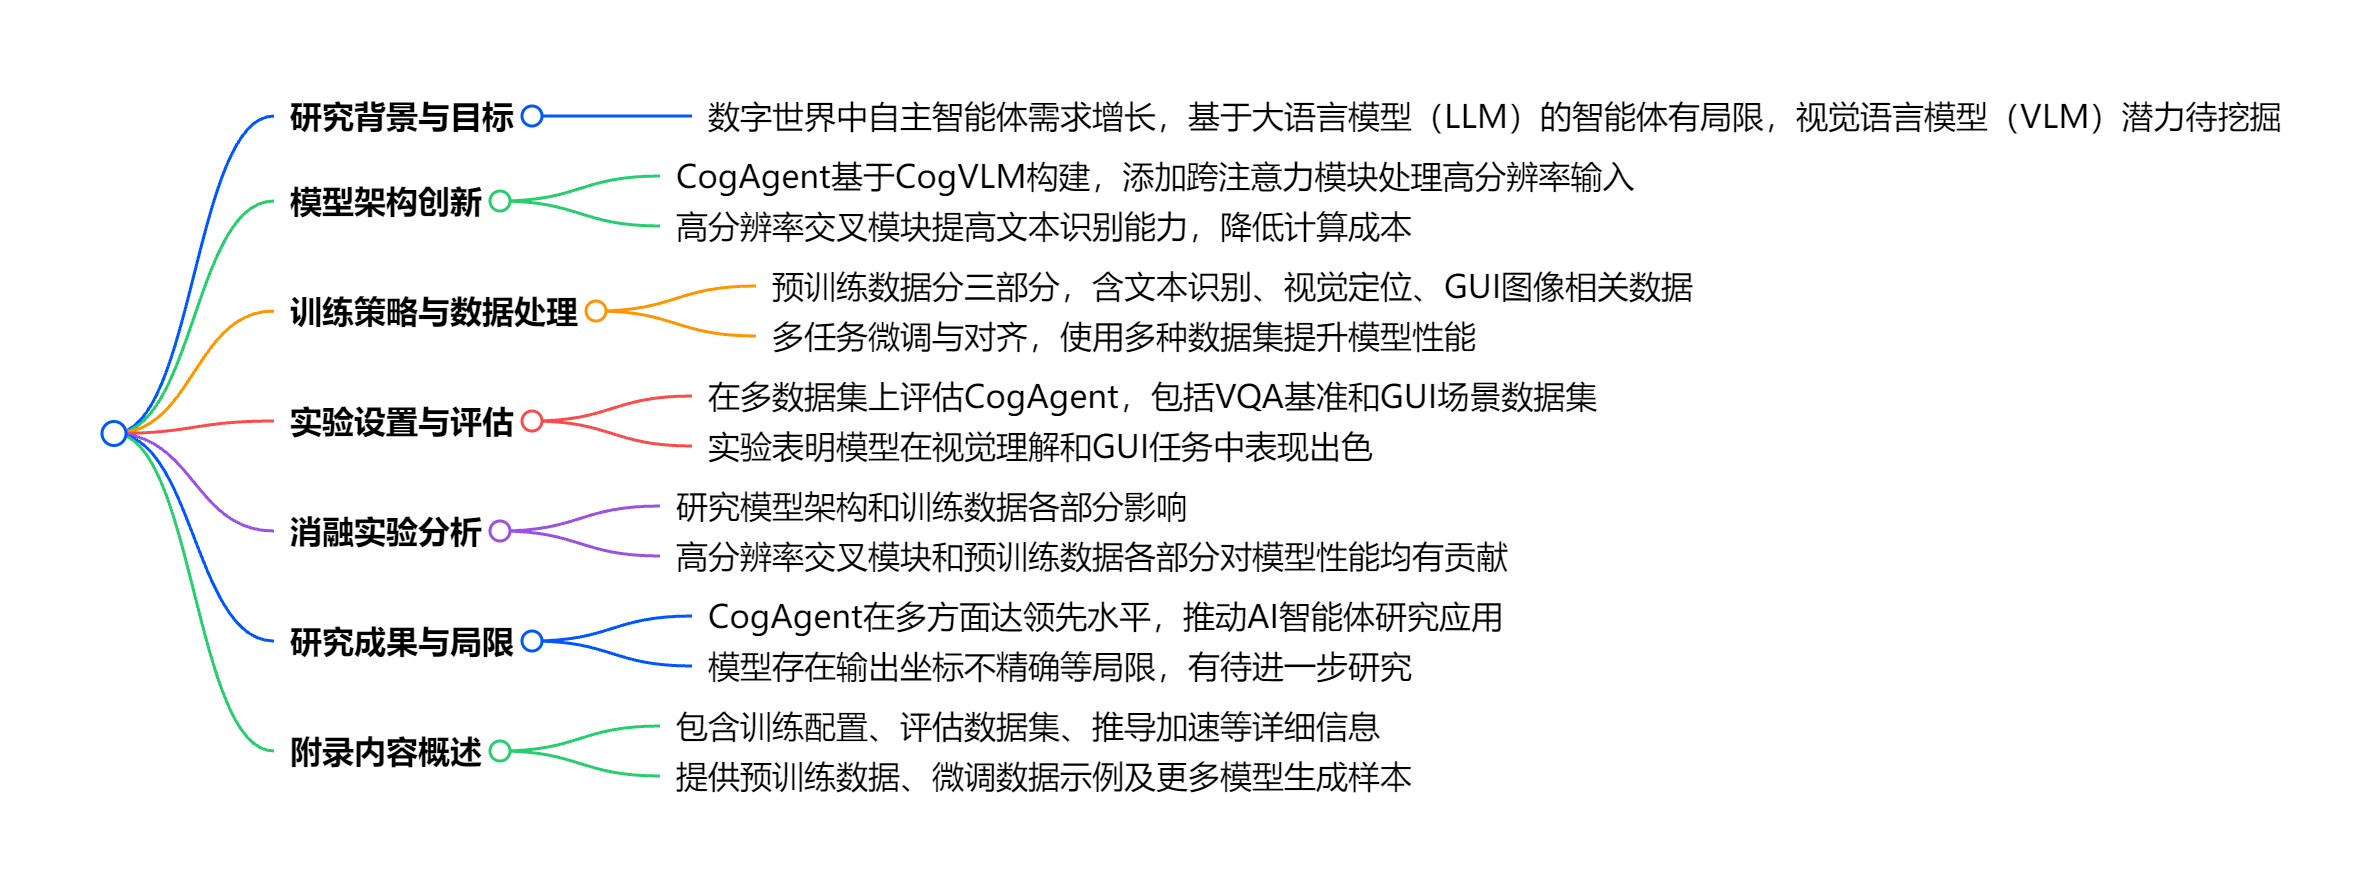 研究背景与目标
数字世界中自主智能体需求增长，基于大语言模型（LLM）的智能体有局限，视觉语言模型（VLM）潜力待挖掘
模型架构创新
CogAgent基于CogVLM构建，添加跨注意力模块处理高分辨率输入
高分辨率交叉模块提高文本识别能力，降低计算成本
训练策略与数据处理
预训练数据分三部分，含文本识别、视觉定位、GUI图像相关数据
多任务微调与对齐，使用多种数据集提升模型性能
实验设置与评估
在多数据集上评估CogAgent，包括VQA基准和GUI场景数据集
实验表明模型在视觉理解和GUI任务中表现出色
消融实验分析
研究模型架构和训练数据各部分影响
高分辨率交叉模块和预训练数据各部分对模型性能均有贡献
研究成果与局限
CogAgent在多方面达领先水平，推动AI智能体研究应用
模型存在输出坐标不精确等局限，有待进一步研究
附录内容概述
包含训练配置、评估数据集、推导加速等详细信息
提供预训练数据、微调数据示例及更多模型生成样本